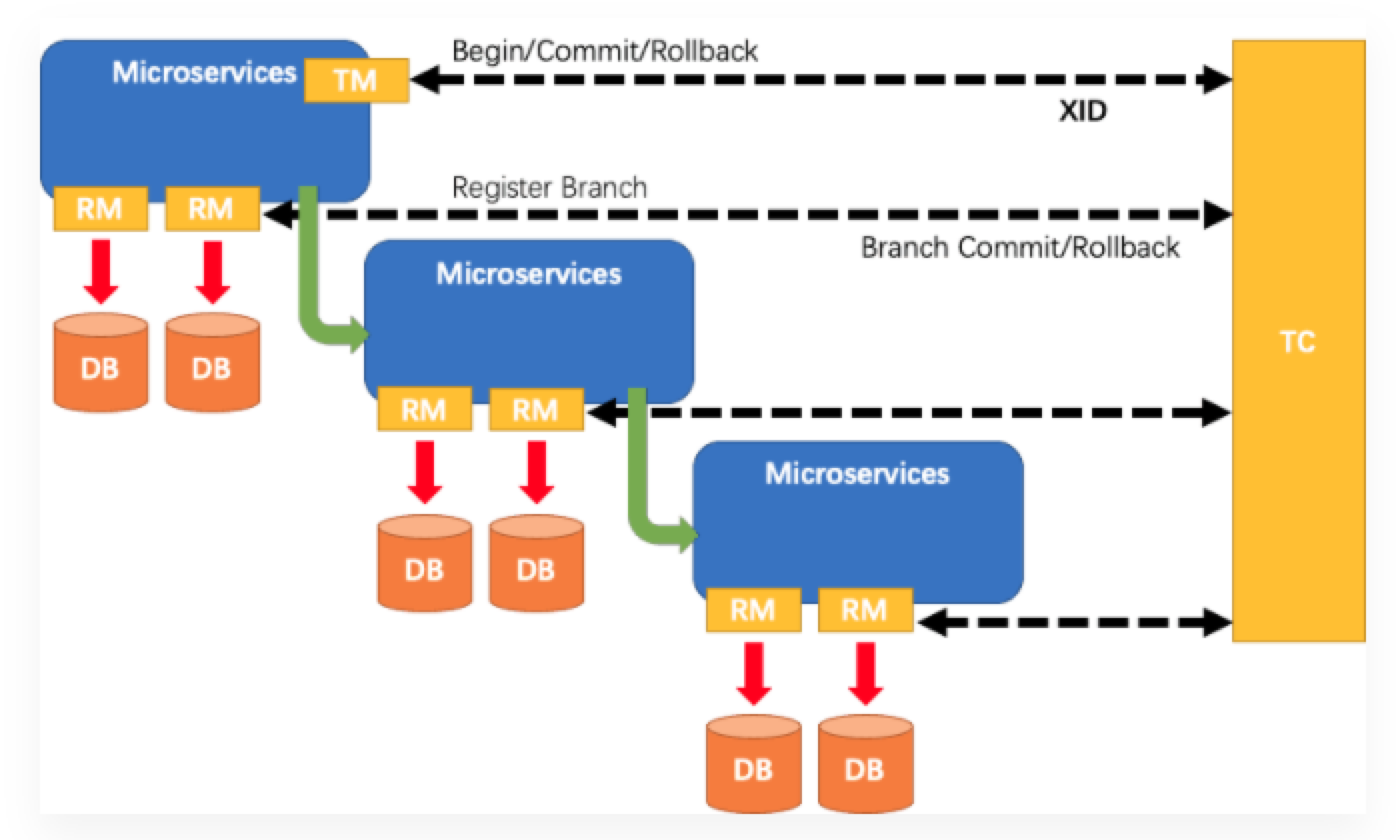 Begin/Commit/Rollback
Microservices
TM
XID
Register Branch
RM
RM
Branch Commit/Rollback
Microservices
TC
DB
DB
RM
RM
Microservices
DB
DB
RM
RM
DB
DB